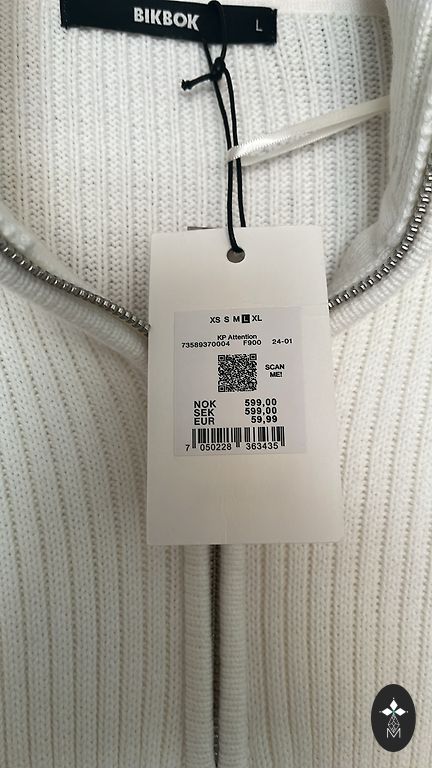 BIKBOK L
XS S M L XL
KP Attention
73589370004 F900 24-01
SCAN
ME!
NOK 599,00
SEK 599,00
EUR 59,99
7 050228 363435
M